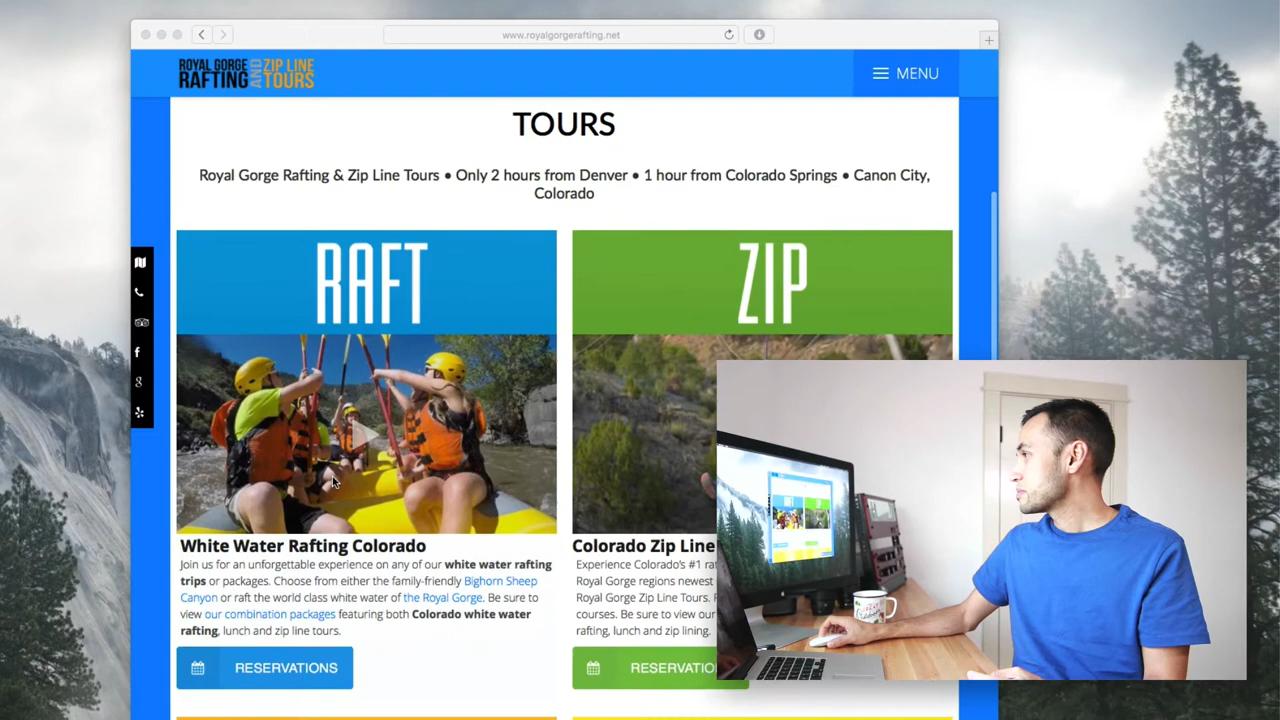 www.royalgorgerafting.net
ROYAL GORGE
RAFTING AND ZIP LINE
TOURS
MENU
TOURS
Royal Gorge Rafting & Zip Line Tours • Only 2 hours from Denver • 1 hour from Colorado Springs • Canon City,
Colorado
RAFT
ZIP
White Water Rafting Colorado
Join us for an unforgettable experience on any of our white water rafting
trips or packages. Choose from either the family-friendly Bighorn Sheep
Canyon or raft the world class white water of the Royal Gorge. Be sure to
view our combination packages featuring both Colorado white water
rafting, lunch and zip line tours.
RESERVATIONS
Colorado Zip Line
Experience Colorado's #1
Royal Gorge regions newest
Royal Gorge Zip Line Tours.
courses. Be sure to view our
rafting, lunch and zip lining.
RESERVATIO
RAFT
ZIP